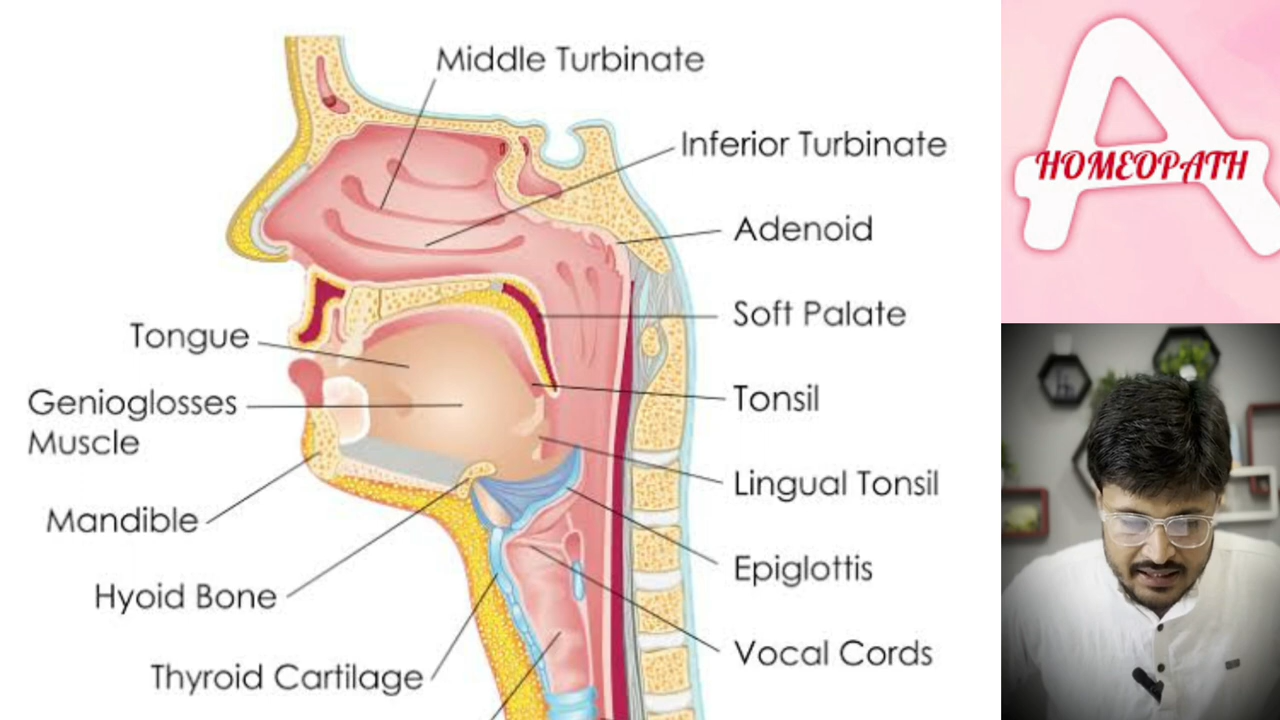 Middle Turbinate
Inferior Turbinate
Adenoid
Soft Palate
Tongue
Tonsil
Genioglosses
Muscle
Lingual Tonsil
Mandible
Epiglottis
Hyoid Bone
Vocal Cords
Thyroid Cartilage
A
HOMEOPATH